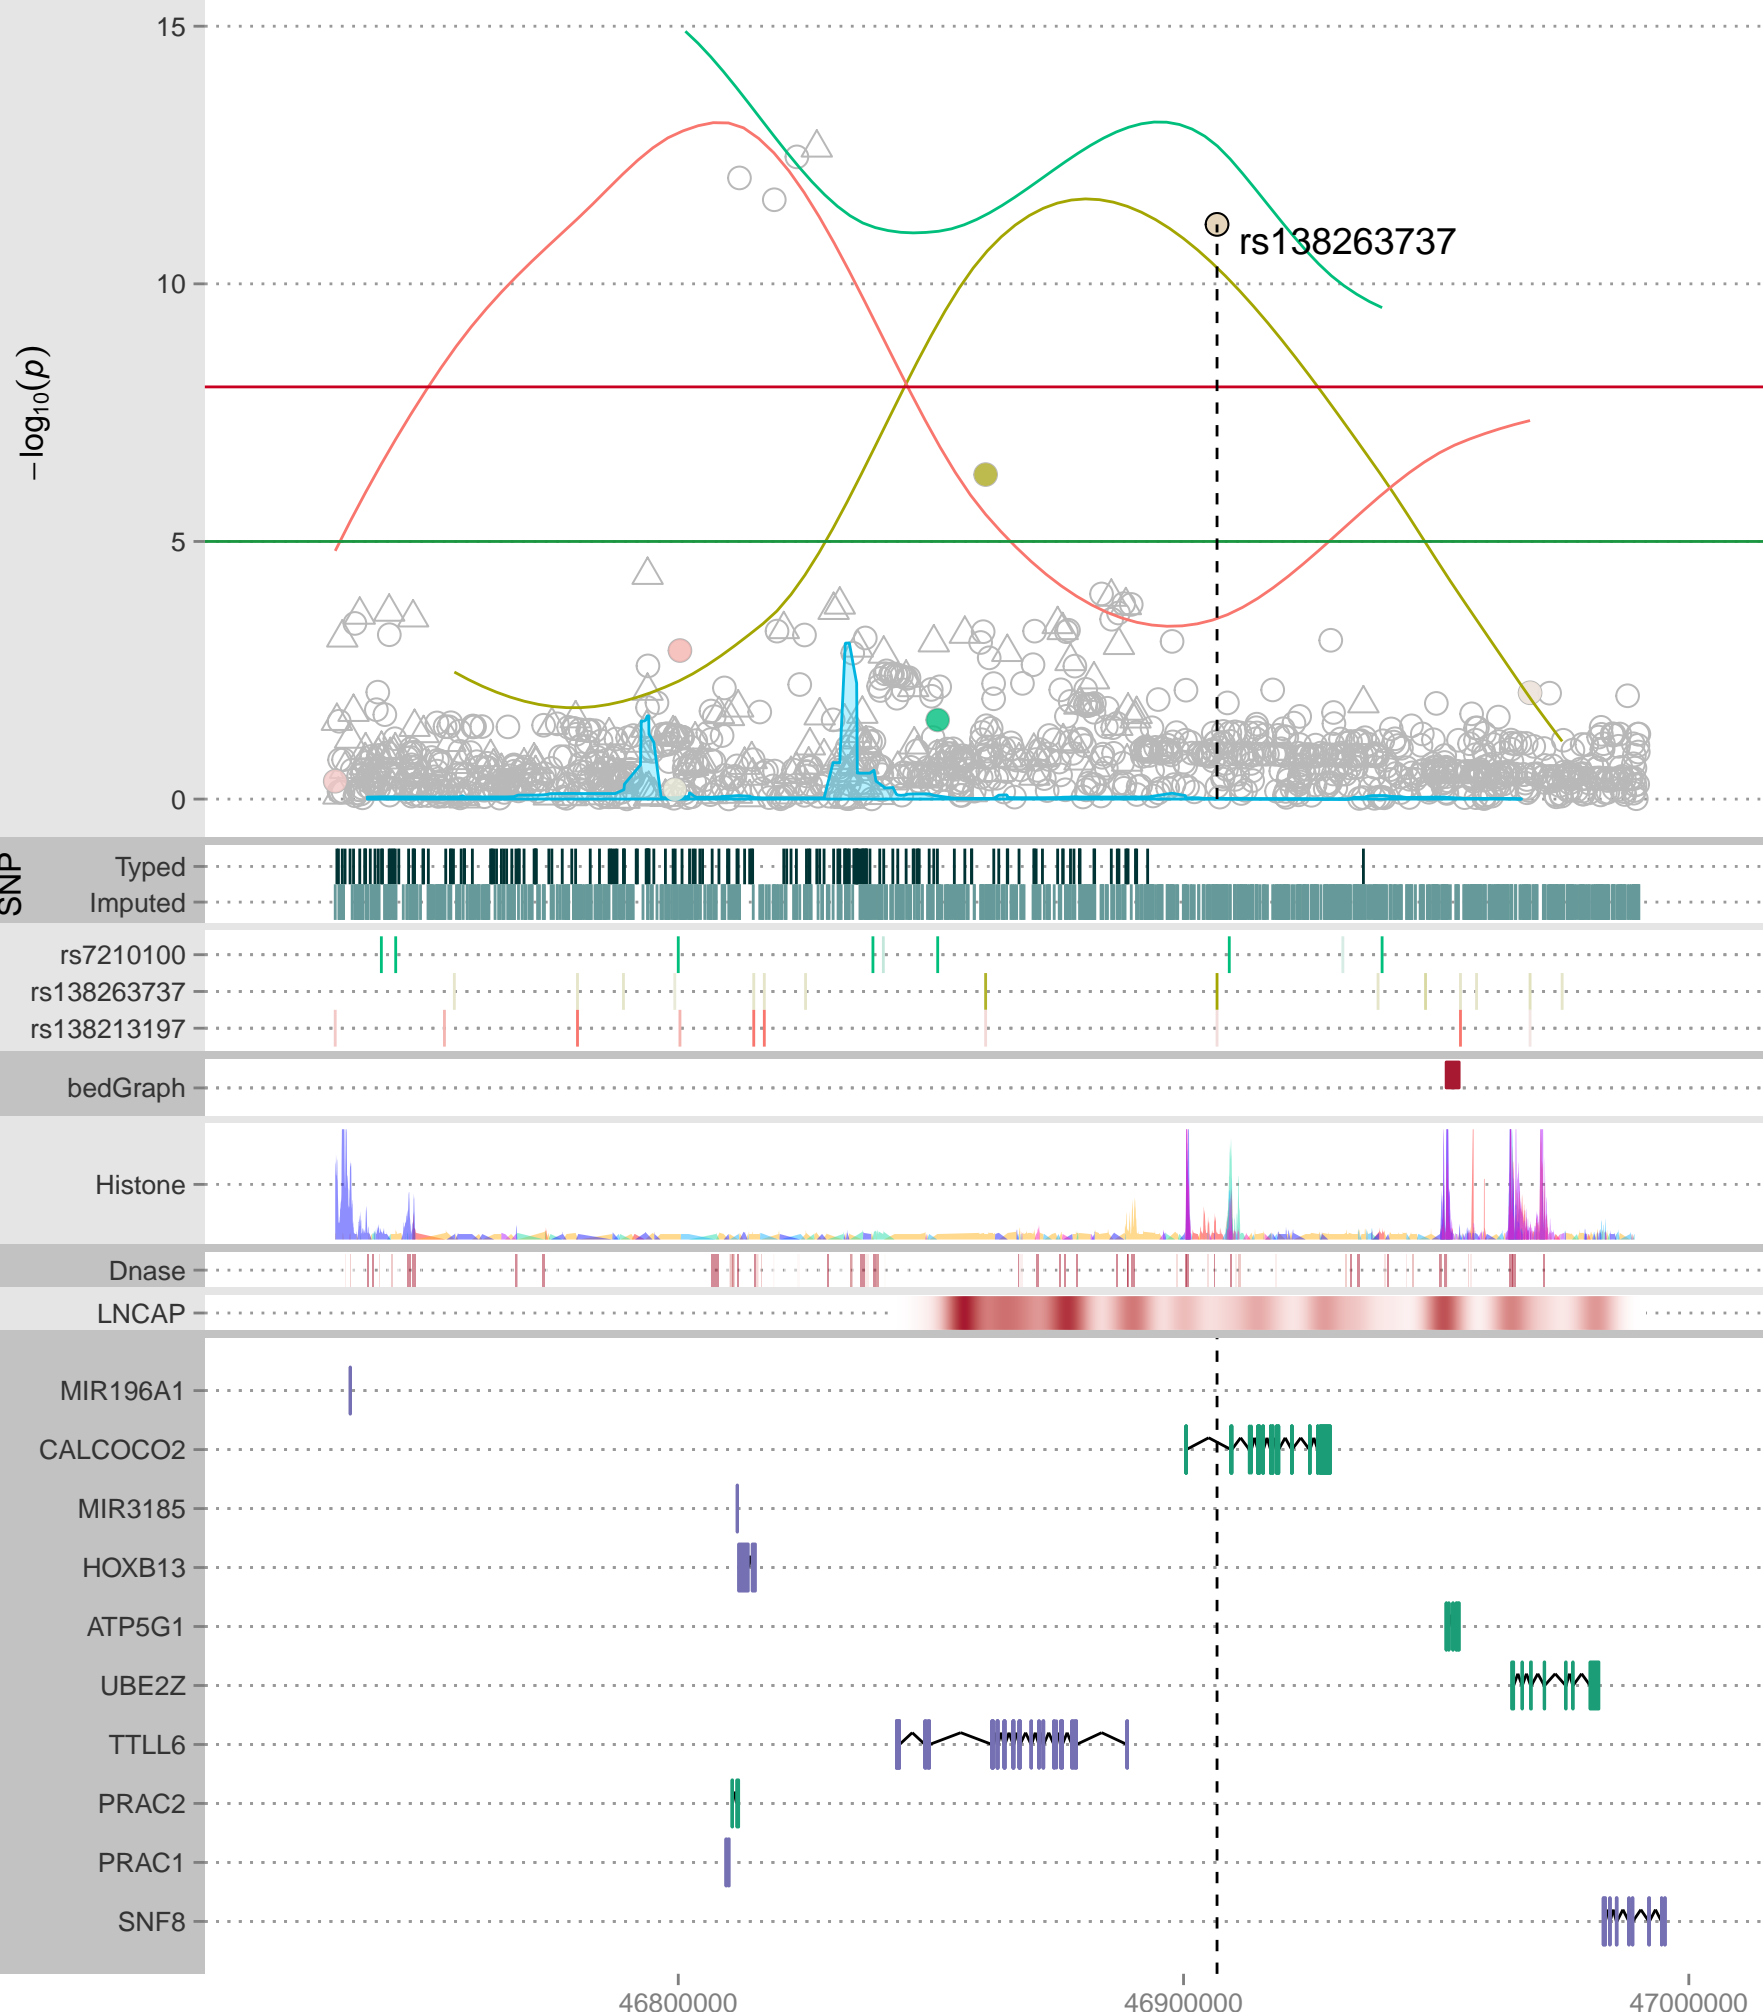 15
10
5
0
−log10(p)
rs138263737
SNP
Typed
Imputed
rs7210100
rs138263737
rs138213197
bedGraph
Histone
Dnase
LNCAP
MIR196A1
CALCOCO2
MIR3185
HOXB13
ATP5G1
UBE2Z
TTLL6
PRAC2
PRAC1
SNF8
46800000 46900000 47000000